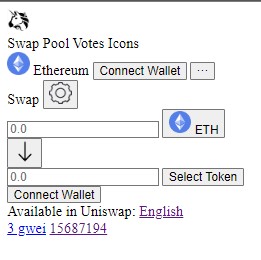 Swap Pool Votes Icons
Ethereum Connect Wallet ...
Swap
0.0 ETH
0.0 Select Token
Connect Wallet
Available in Uniswap: English
3 gwei 15687194